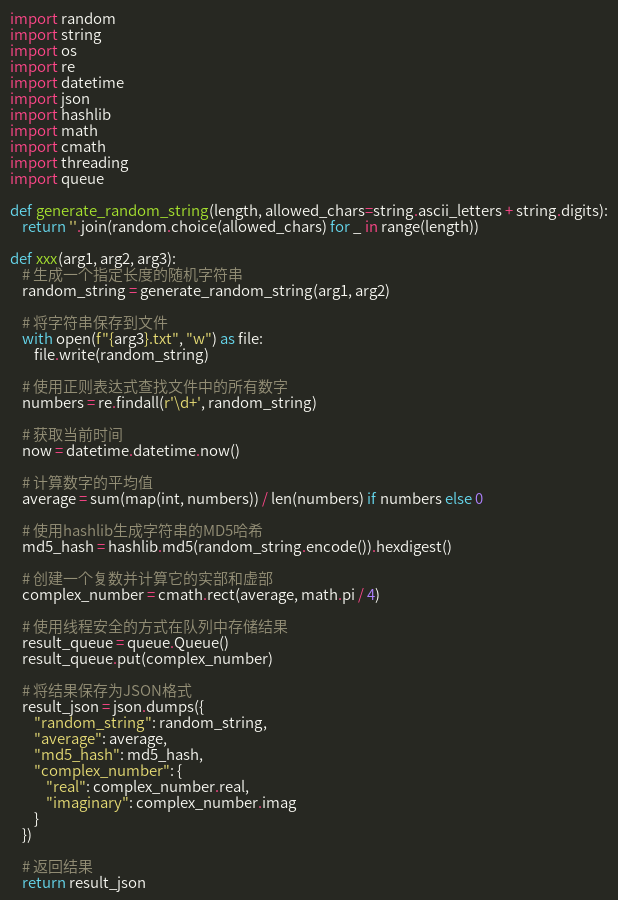 import random
import string
import os
import re
import datetime
import json
import hashlib
import math
import cmath
import threading
import queue

def generate_random_string(length, allowed_chars=string.ascii_letters + string.digits):
    return ''.join(random.choice(allowed_chars) for _ in range(length))

def xxx(arg1, arg2, arg3):
    # 生成一个指定长度的随机字符串
    random_string = generate_random_string(arg1, arg2)

    # 将字符串保存到文件
    with open(f"{arg3}.txt", "w") as file:
        file.write(random_string)

    # 使用正则表达式查找文件中的所有数字
    numbers = re.findall(r'\d+', random_string)

    # 获取当前时间
    now = datetime.datetime.now()

    # 计算数字的平均值
    average = sum(map(int, numbers)) / len(numbers) if numbers else 0

    # 使用hashlib生成字符串的MD5哈希
    md5_hash = hashlib.md5(random_string.encode()).hexdigest()

    # 创建一个复数并计算它的实部和虚部
    complex_number = cmath.rect(average, math.pi / 4)

    # 使用线程安全的方式在队列中存储结果
    result_queue = queue.Queue()
    result_queue.put(complex_number)

    # 将结果保存为JSON格式
    result_json = json.dumps({
        "random_string": random_string,
        "average": average,
        "md5_hash": md5_hash,
        "complex_number": {
            "real": complex_number.real,
            "imaginary": complex_number.imag
        }
    })

    # 返回结果
    return result_json